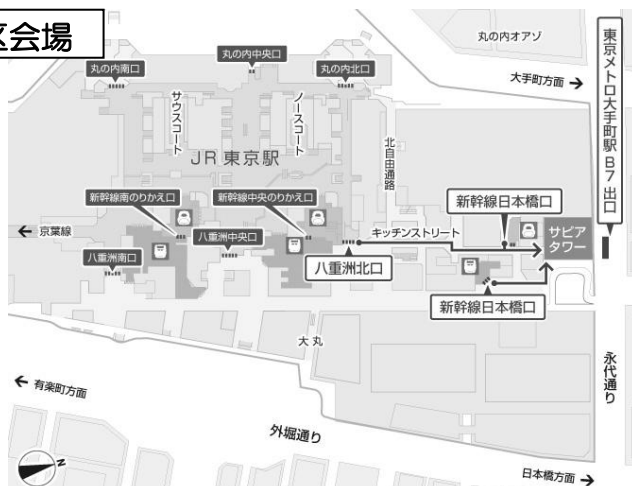 区会場
丸の内オアゾ
丸の内中央口
丸の内南口
丸の内北口
大手町方面
東京メトロ大手町駅 B7 出口
サウスコート
ノースコート
JR 東京駅
北自由通路
新幹線南のりかえ口
新幹線中央のりかえ口
新幹線日本橋口
京葉線
八重洲中央口
キッチンストリート
サピア
タワー
八重洲南口
八重洲北口
新幹線日本橋口
大丸
永代通り
有楽町方面
外堀通り
N
日本橋方面